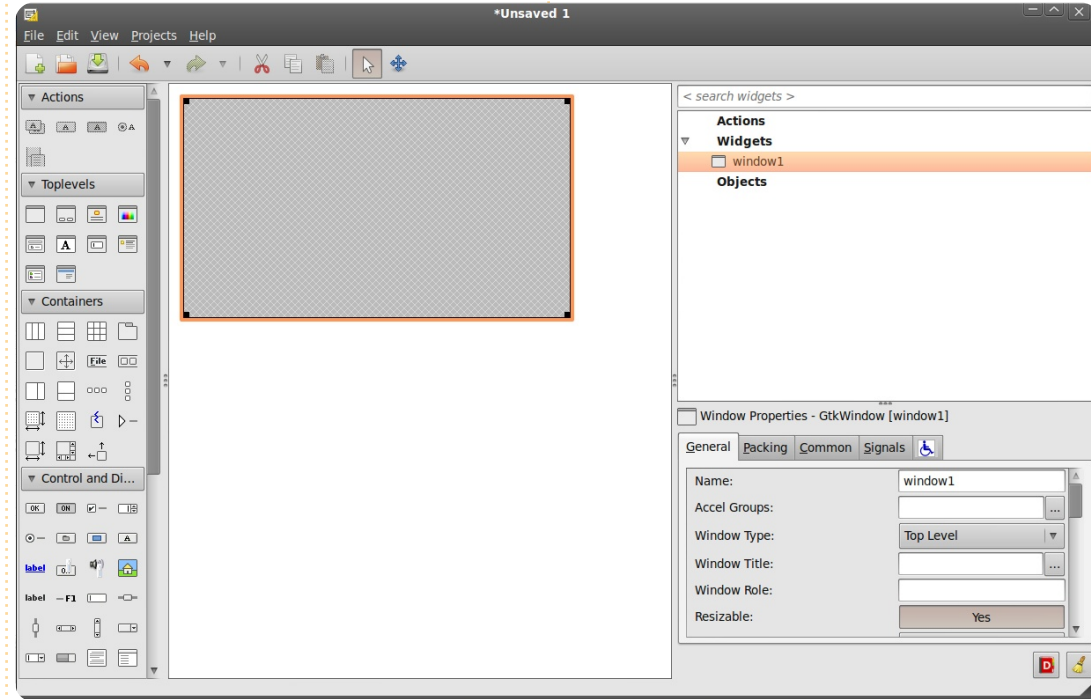 *Unsaved 1
File Edit View Projects Help
Actions
Toplevels
Containers
File
Control and Di...
OK ON
label
label F1
< search widgets >
Actions
Widgets
window1
Objects
Window Properties - GtkWindow [window1]
General Packing Common Signals
Name: window1
Accel Groups: ...
Window Type: Top Level
Window Title: ...
Window Role:
Resizable: Yes
D